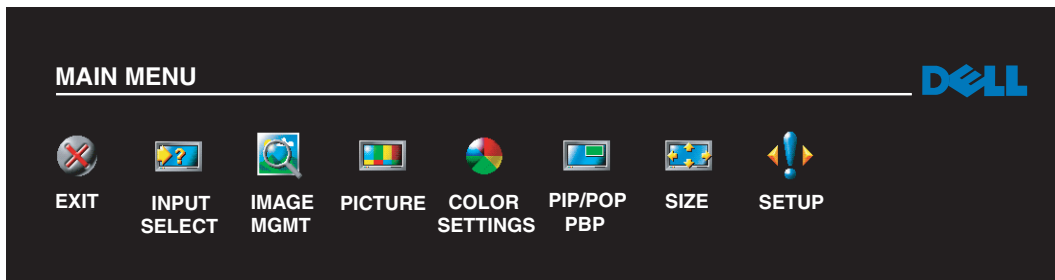 MAIN MENU
DELL
EXIT
INPUT
SELECT
IMAGE
MGMT
PICTURE
COLOR
SETTINGS
PIP/POP
PBP
SIZE
SETUP